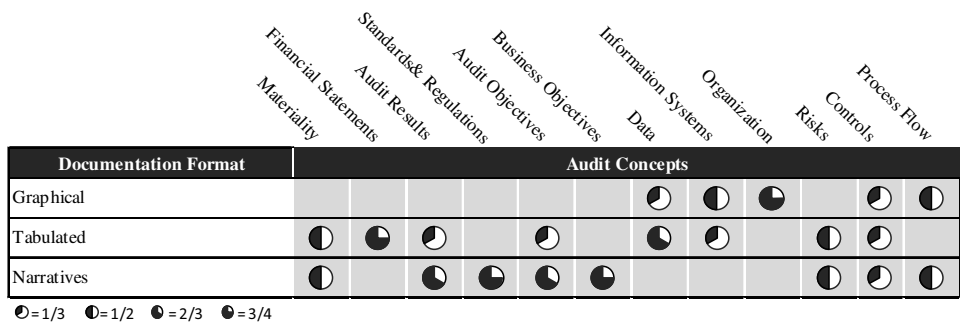 Materiality
Financial Statements
Audit Results
Standards& Regulations
Audit Objectives
Business Objectives
Data
Information Systems
Organization
Risks
Controls
Process Flow
Documentation Format Audit Concepts
Graphical
Tabulated
Narratives
= 1/3 = 1/2 = 2/3 = 3/4